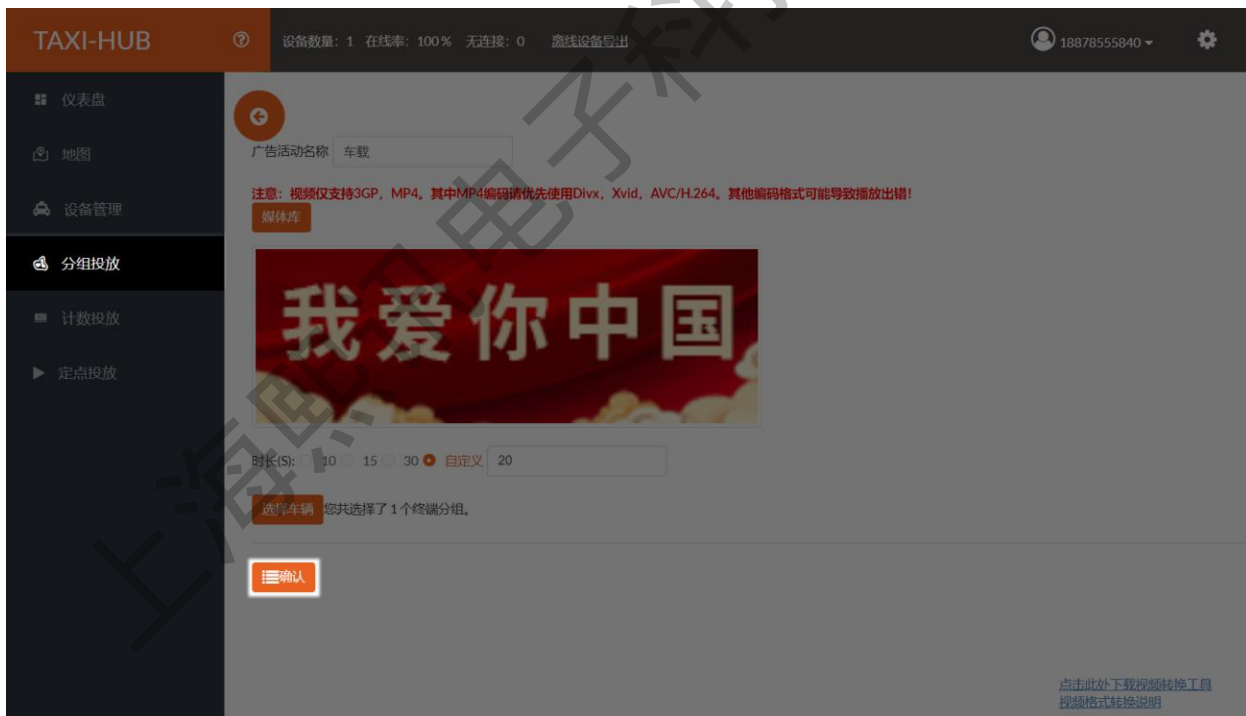 TAXI-HUB
设备数量：1 在线率：100% 无连接：0 离线设备导出
18878555840
仪表盘
地图
设备管理
分组投放
计数投放
定点投放
广告活动名称 车载
注意：视频仅支持3GP，MP4。其中MP4编码请优先使用Divx，Xvid，AVC/H.264。其他编码格式可能导致播放出错！
媒体库
我爱你中国
时长(S): 10 15 30 自定义 20
选择车辆 您共选择了 1 个终端分组。
确认
点击此处下载视频转换工具
视频格式转换说明
上海熙讯电子科